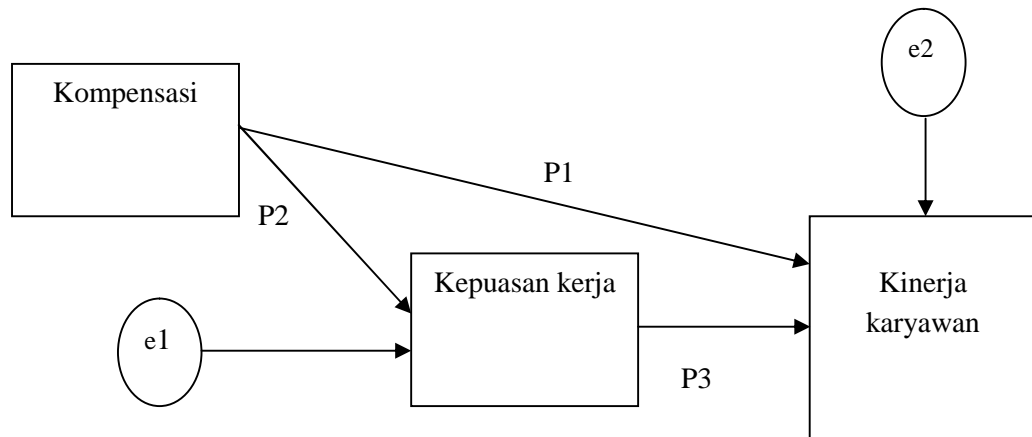 e2
Kompensasi
P1
P2
Kepuasan kerja
Kinerja
karyawan
e1
P3